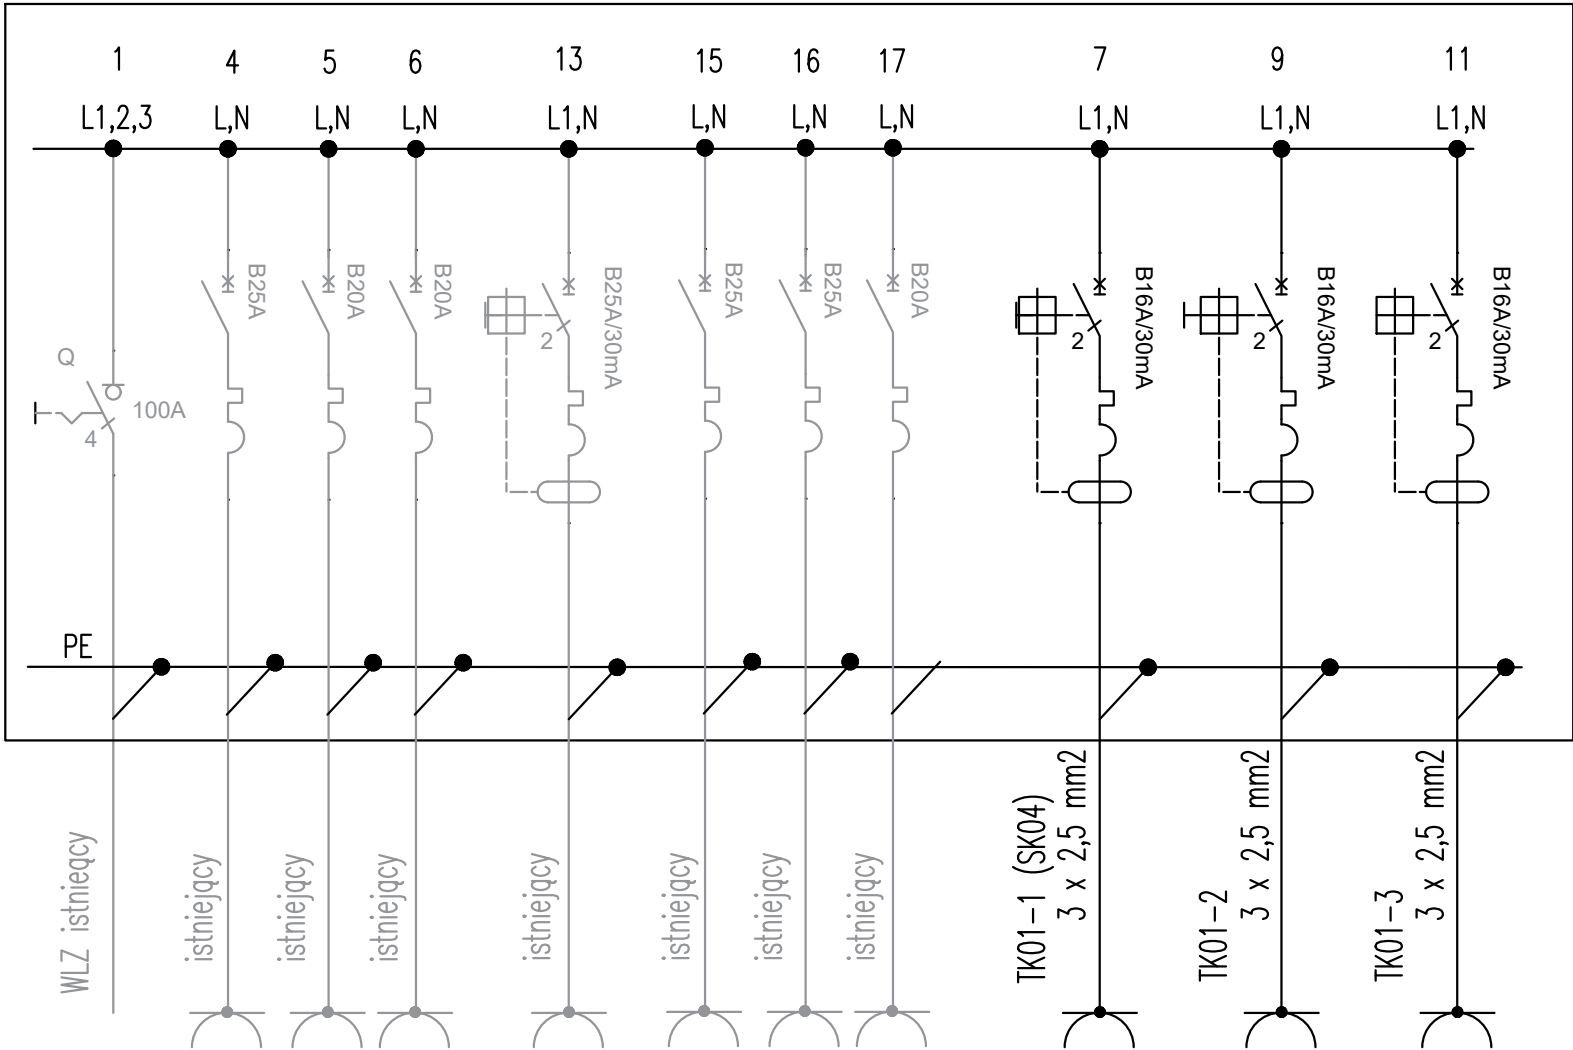 1 4 5 6 13 15 16 17 7 9 11
L1,2,3 L,N L,N L,N L1,N L,N L,N L,N L1,N L1,N L1,N
B25A
B20A
B20A
B25A/30mA
B25A
B25A
B20A
B16A/30mA
B16A/30mA
B16A/30mA
2 2 2 2
Q
100A
4
PE
WLZ istnieący
istniejący
istniejący
istniejący
istniejący
istniejący
istniejący
istniejący
TK01-1 (SK04)
3 x 2,5 mm2
TK01-2
3 x 2,5 mm2
TK01-3
3 x 2,5 mm2